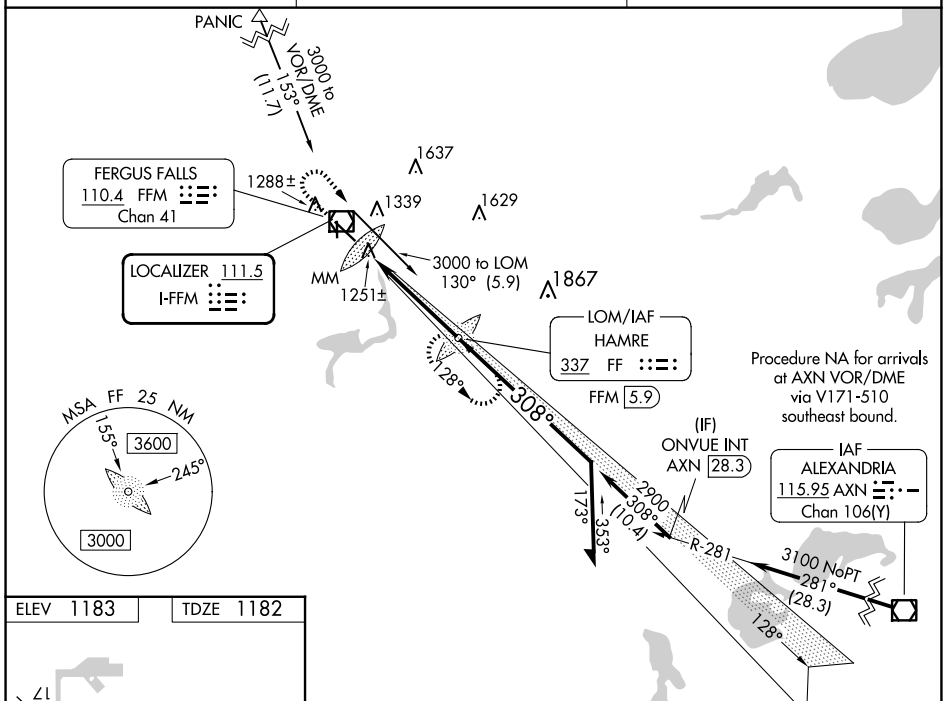 PANIC
3000 to
VOR/DME
153°
(11.7)
FERGUS FALLS
110.4 FFM
Chan 41
1288±
1637
1339
1629
LOCALIZER 111.5
I-FFM
MM
1251±
3000 to LOM
130° (5.9)
1867
LOM/IAF
HAMRE
337 FF
FFM 5.9
128°
308°
Procedure NA for arrivals
at AXN VOR/DME
via V171-510
southeast bound.
(IF)
ONVUE INT
AXN 28.3
IAF
ALEXANDRIA
115.95 AXN
Chan 106(Y)
MSA FF 25 NM
155°
3600
245°
3000
173°
353°
2900
308°
(10.4)
R-281
3100 NoPT
281°
(28.3)
128°
ELEV 1183
TDZE 1182
17